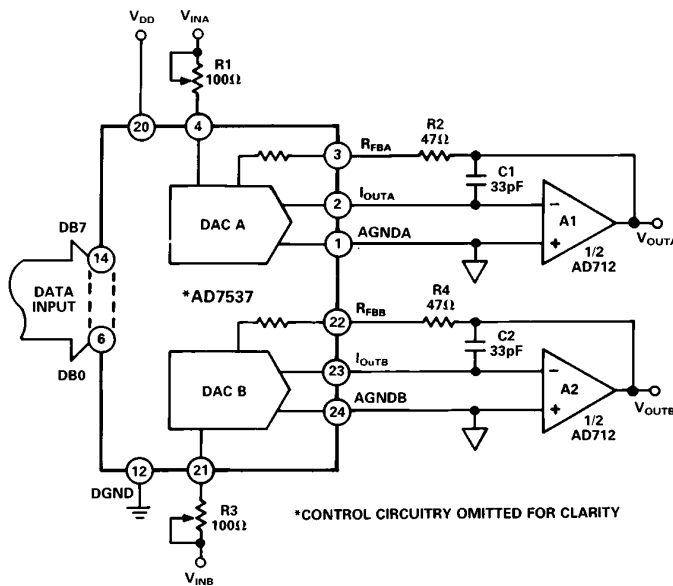 VDD
VINA
R1
100Ω
20
4
3
RFBA
R2
47Ω
C1
33pF
DAC A
2
IOUTA
1
AGNDA
−
A1
+
1/2
AD712
VOUTA
DB7
14
DATA
INPUT
6
DB0
*AD7537
22
RFBB
R4
47Ω
C2
33pF
DAC B
23
IOuTB
24
AGNDB
−
A2
+
1/2
AD712
VOUTB
12
DGND
21
R3
100Ω
VINB
*CONTROL CIRCUITRY OMITTED FOR CLARITY